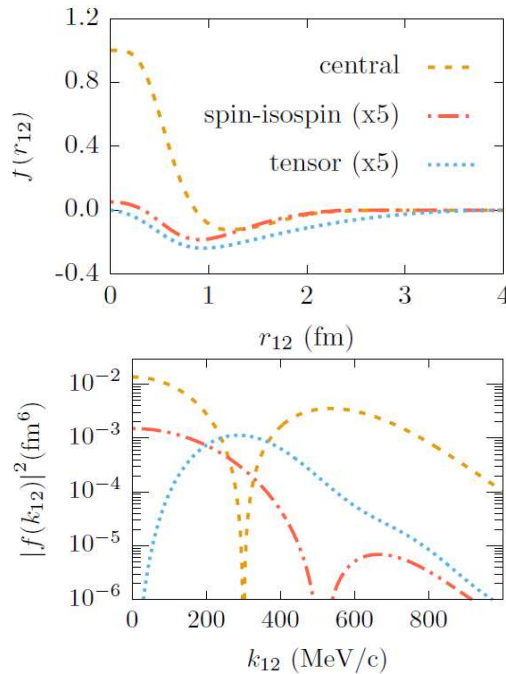 1.2
0.8
0.4
0.0
-0.4
f(r₁₂)
central
spin-isospin (x5)
tensor (x5)
0 1 2 3 4
r₁₂ (fm)
10⁻²
10⁻³
10⁻⁴
10⁻⁵
10⁻⁶
|f(k₁₂)|²(fm⁶)
0 200 400 600 800
k₁₂ (MeV/c)